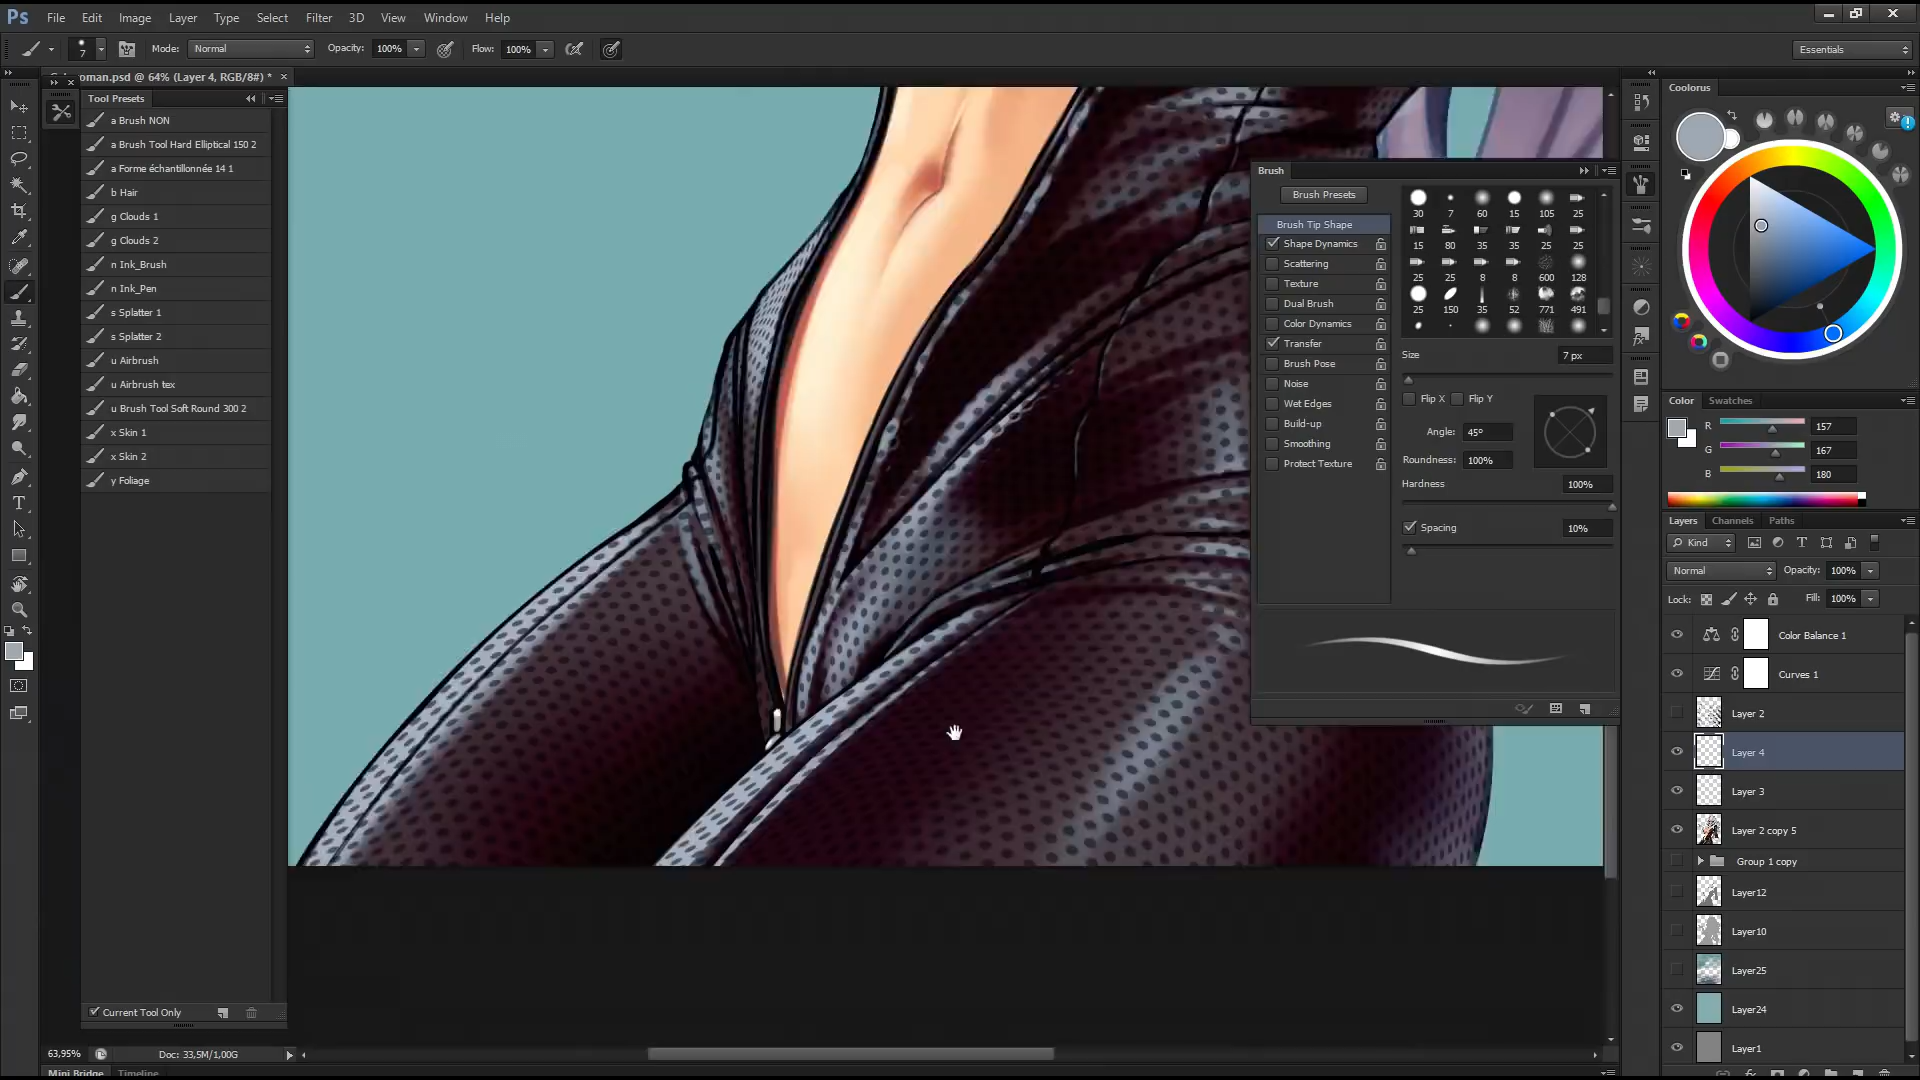 Ps File Edit Image Layer Type Select Filter 3D View Window Help
7 Mode: Normal Opacity: 100% Flow: 100% Essentials
oman.psd @ 64% (Layer 4, RGB/8#) * ×
Tool Presets
a Brush NON
a Brush Tool Hard Elliptical 150 2
a Forme échantillonnée 14 1
b Hair
g Clouds 1
g Clouds 2
n Ink_Brush
n Ink_Pen
s Splatter 1
s Splatter 2
u Airbrush
u Airbrush tex
u Brush Tool Soft Round 300 2
x Skin 1
x Skin 2
y Foliage
Current Tool Only
63,95% Doc: 33,5M/1,00G
Mini Bridge Timeline
Brush
Brush Presets
Brush Tip Shape
Shape Dynamics
Scattering
Texture
Dual Brush
Color Dynamics
Transfer
Brush Pose
Noise
Wet Edges
Build-up
Smoothing
Protect Texture
30 7 60 15 105 25
15 80 35 35 25 25
25 25 8 8 600 128
25 150 35 52 771 491
Size 7 px
Flip X Flip Y
Angle: 45º
Roundness: 100%
Hardness 100%
Spacing 10%
Coolorus
Color Swatches
R 157
G 167
B 180
Layers Channels Paths
Kind
Normal Opacity: 100%
Lock: Fill: 100%
Color Balance 1
Curves 1
Layer 2
Layer 4
Layer 3
Layer 2 copy 5
Group 1 copy
Layer12
Layer10
Layer25
Layer24
Layer1